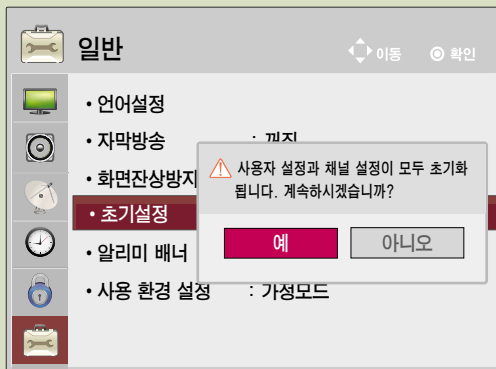 일반
이동 확인
• 언어설정
• 자막방송 : 꺼짐
• 화면잔상방지
• 초기설정
• 알리미 배너
• 사용 환경 설정 : 가정모드
사용자 설정과 채널 설정이 모두 초기화
됩니다. 계속하시겠습니까?
예 아니오